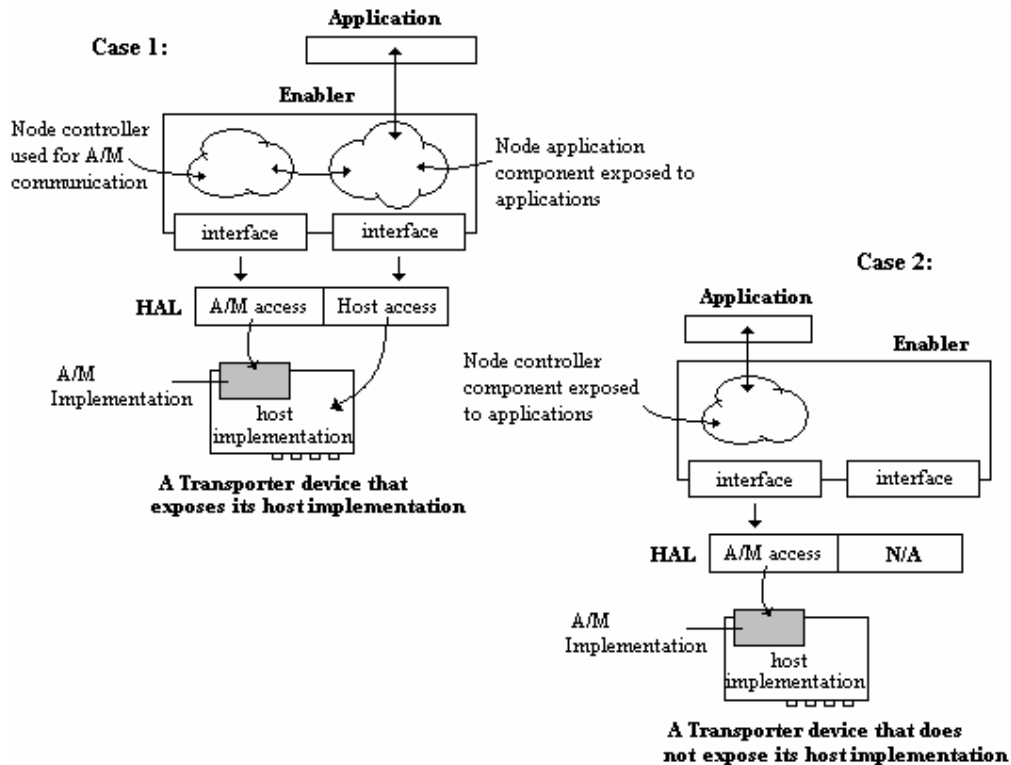 Case 1:
Application
Enabler
Node controller
used for A/M
communication
Node application
component exposed to
applications
interface
interface
HAL
A/M access
Host access
A/M
Implementation
host
implementation
A Transporter device that
exposes its host implementation
Case 2:
Application
Enabler
Node controller
component exposed
to applications
interface
interface
HAL
A/M access
N/A
A/M
Implementation
host
implementation
A Transporter device that does
not expose its host implementation